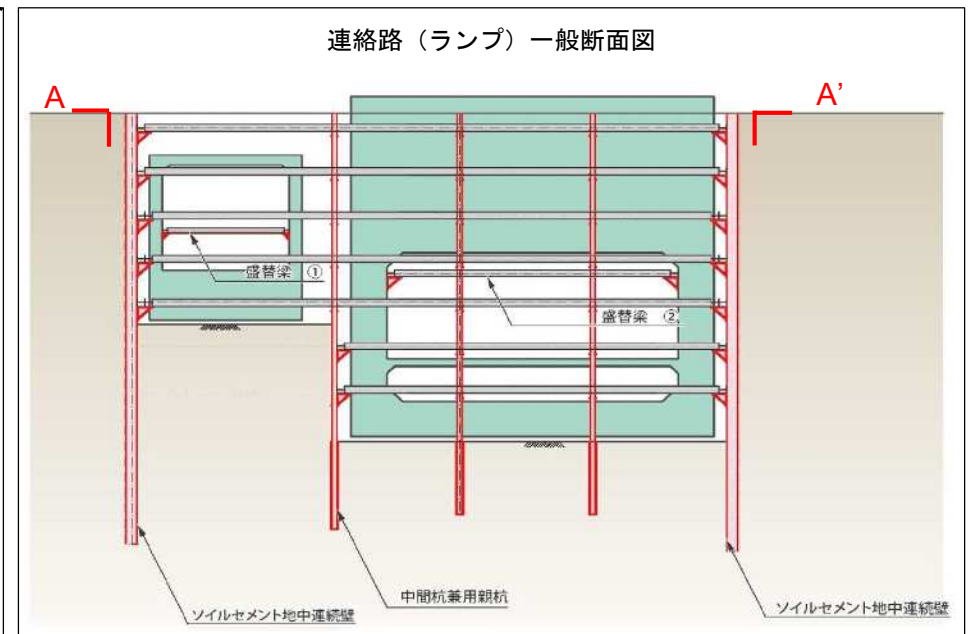 連絡路（ランプ）一般断面図
A
A’
盛替梁 ①
盛替梁 ②
中間杭兼用親杭
ソイルセメント地中連続壁
ソイルセメント地中連続壁